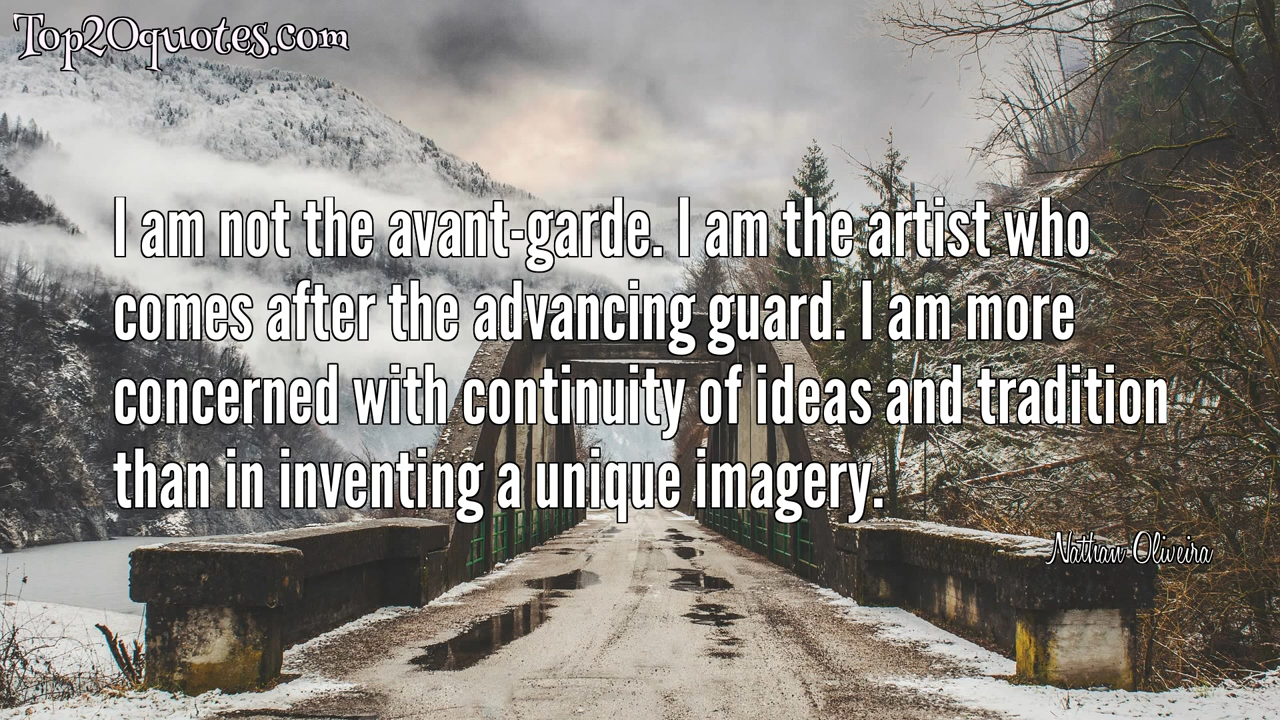 Top20quotes.com
I am not the avant-garde. I am the artist who
comes after the advancing guard. I am more
concerned with continuity of ideas and tradition
than in inventing a unique imagery.
Nathan Oliveira